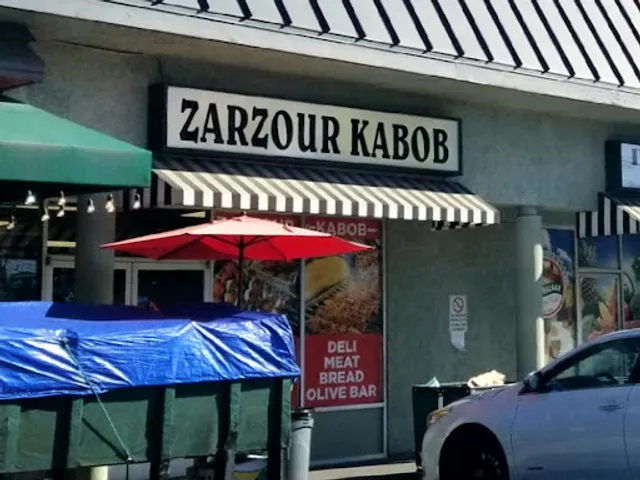 ZARZOUR KABOB
KABOB
DELI
MEAT
BREAD
OLIVE BAR